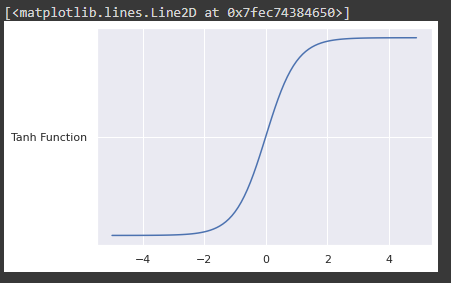 [<matplotlib.lines.Line2D at 0x7fec74384650>]
Tanh Function
−4 −2 0 2 4